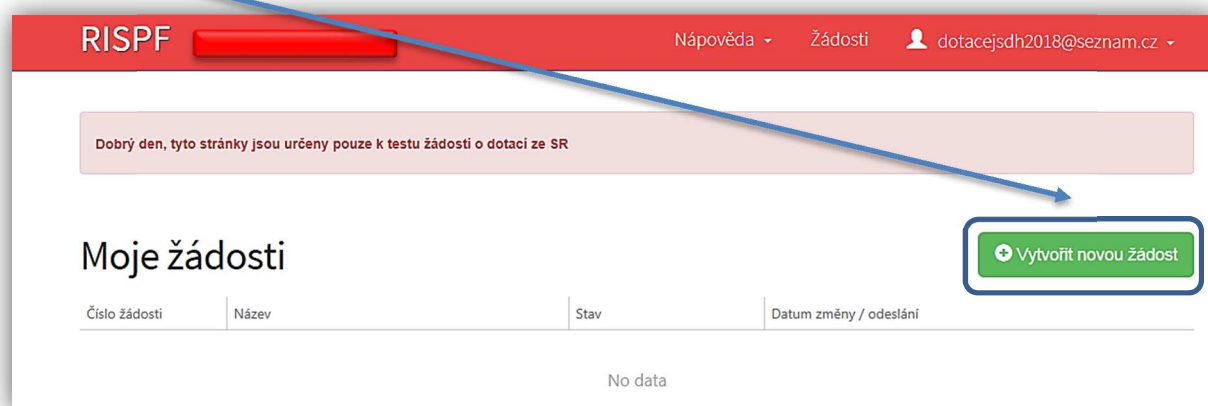 RISPF
Nápověda Žádosti dotacejsdh2018@seznam.cz
Dobrý den, tyto stránky jsou určeny pouze k testu žádostí o dotaci ze SR
Moje žádosti
Vytvořit novou žádost
Číslo žádosti Název Stav Datum změny / odeslání
No data